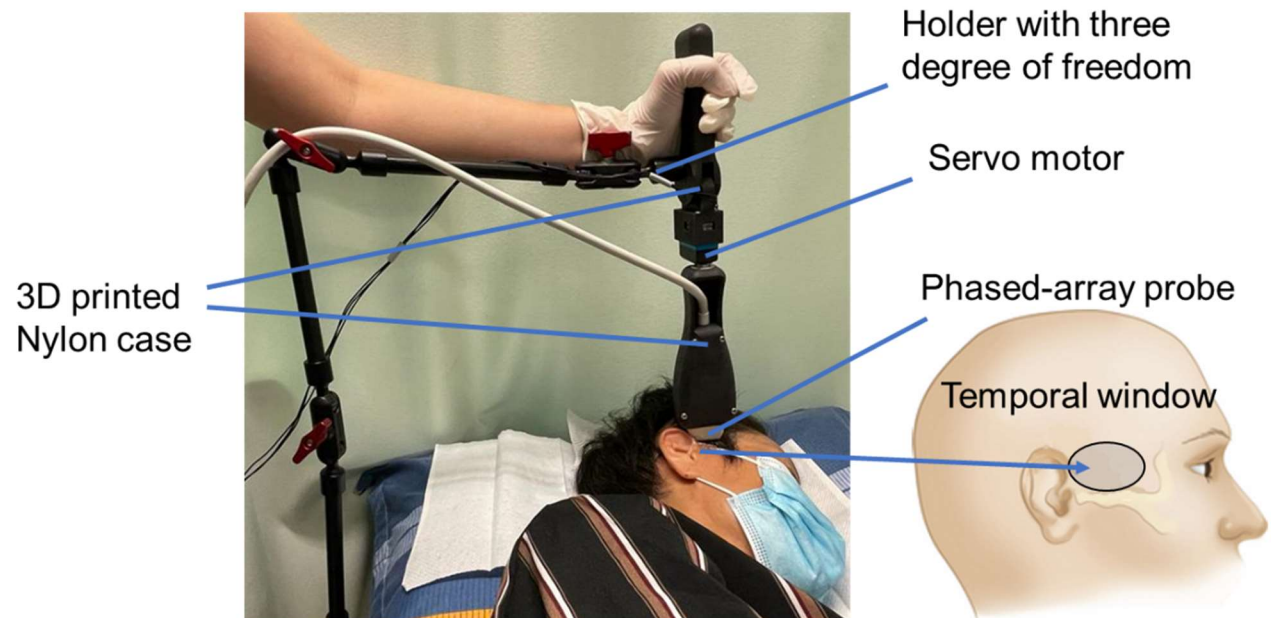 Holder with three
degree of freedom
Servo motor
3D printed
Nylon case
Phased-array probe
Temporal window